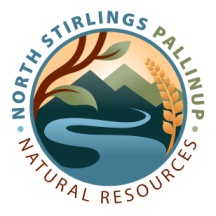 • NORTH STIRLINGS PALLINUP •
NATURAL RESOURCES